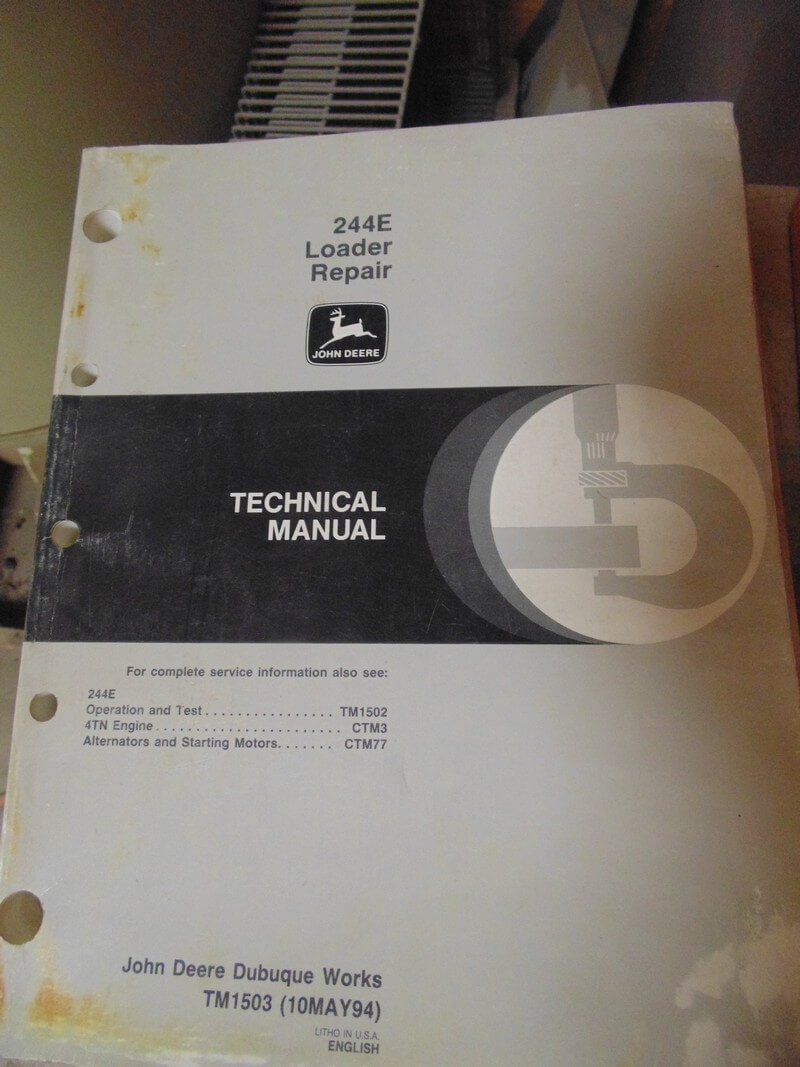 244E
Loader
Repair
JOHN DEERE
TECHNICAL
MANUAL
For complete service information also see:
244E
Operation and Test . . . . . . . . . . . . . . . . TM1502
4TN Engine . . . . . . . . . . . . . . . . . . . . . . . CTM3
Alternators and Starting Motors. . . . . . . CTM77
John Deere Dubuque Works
TM1503 (10MAY94)
LITHO IN U.S.A.
ENGLISH